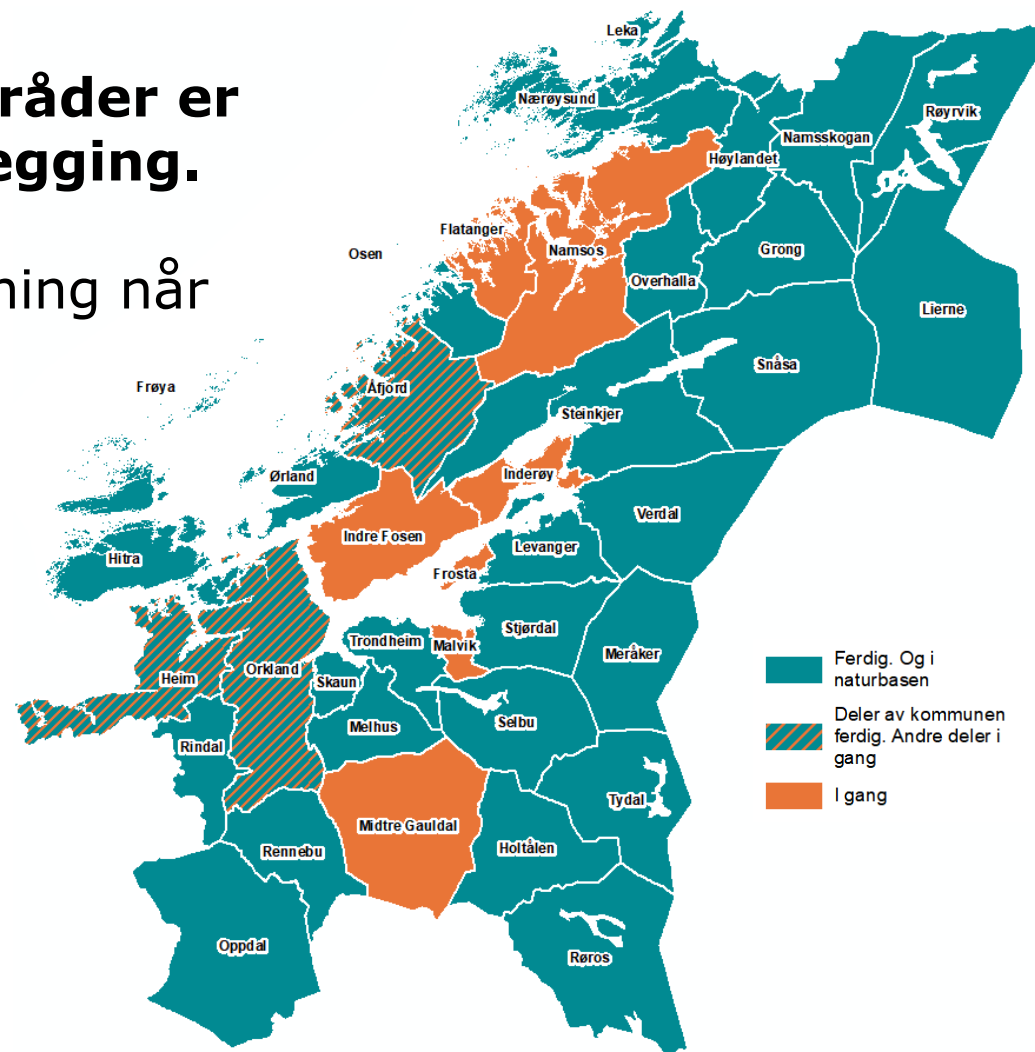 råder er
egging.
ning når
Leka
Nærøysund
Røyrvik
Namsskogan
Høylandet
Flatanger
Namsos
Grong
Osen
Overhalla
Lierne
Snåsa
Frøya
Åfjord
Steinkjer
Ørland
Inderøy
Verdal
Indre Fosen
Levanger
Hitra
Frosta
Stjørdal
Trondheim
Malvik
Meråker
Orkland
Heim
Skaun
Selbu
Melhus
Rindal
Tydal
Midtre Gauldal
Holtålen
Rennebu
Oppdal
Røros
Ferdig. Og i
naturbasen
Deler av kommunen
ferdig. Andre deler i
gang
I gang